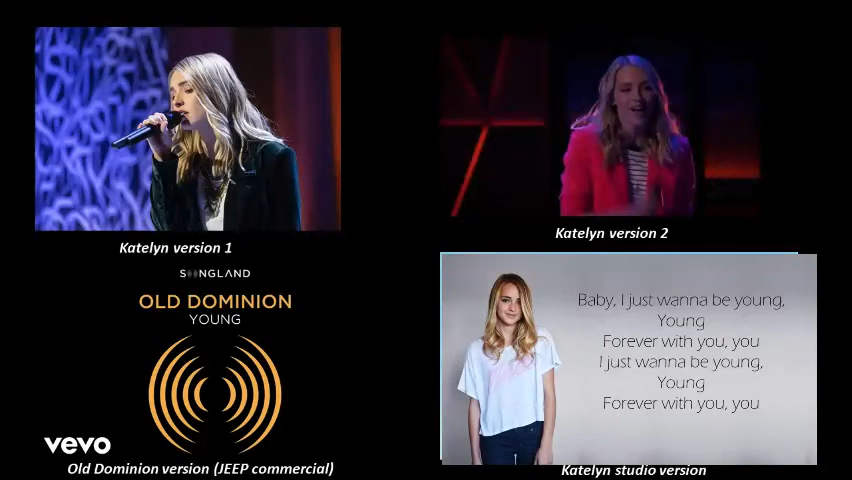 Katelyn version 1
Katelyn version 2
SONGLAND
OLD DOMINION
YOUNG
vevo
Old Dominion version (JEEP commercial)
Baby, I just wanna be young,
Young
Forever with you, you
I just wanna be young,
Young
Forever with you, you
Katelyn studio version